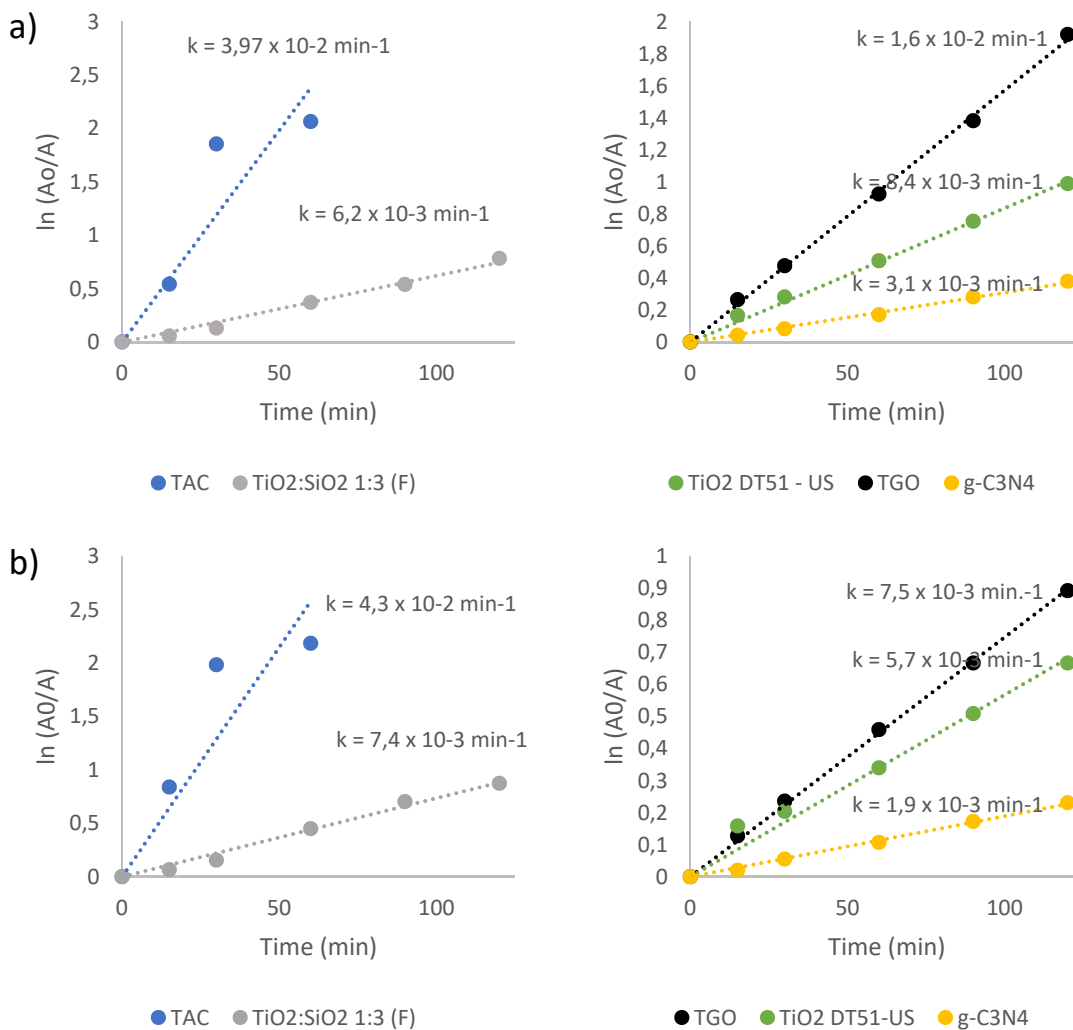 a)
3
2,5
2
1,5
1
0,5
0
ln (Ao/A)
k = 3,97 x 10-2 min-1
k = 6,2 x 10-3 min-1
0 50 100
Time (min)
TAC TiO2:SiO2 1:3 (F)
2
1,8
1,6
1,4
1,2
1
0,8
0,6
0,4
0,2
0
ln (Ao/A)
k = 1,6 x 10-2 min-1
k = 8,4 x 10-3 min-1
k = 3,1 x 10-3 min-1
0 50 100
Time (min)
TiO2 DT51 - US TGO g-C3N4
b)
3
2,5
2
1,5
1
0,5
0
ln (A0/A)
k = 4,3 x 10-2 min-1
k = 7,4 x 10-3 min-1
0 50 100
Time (min)
TAC TiO2:SiO2 1:3 (F)
1
0,9
0,8
0,7
0,6
0,5
0,4
0,3
0,2
0,1
0
ln (A0/A)
k = 7,5 x 10-3 min.-1
k = 5,7 x 10-3 min-1
k = 1,9 x 10-3 min-1
0 50 100
Time (min)
TGO TiO2 DT51-US g-C3N4